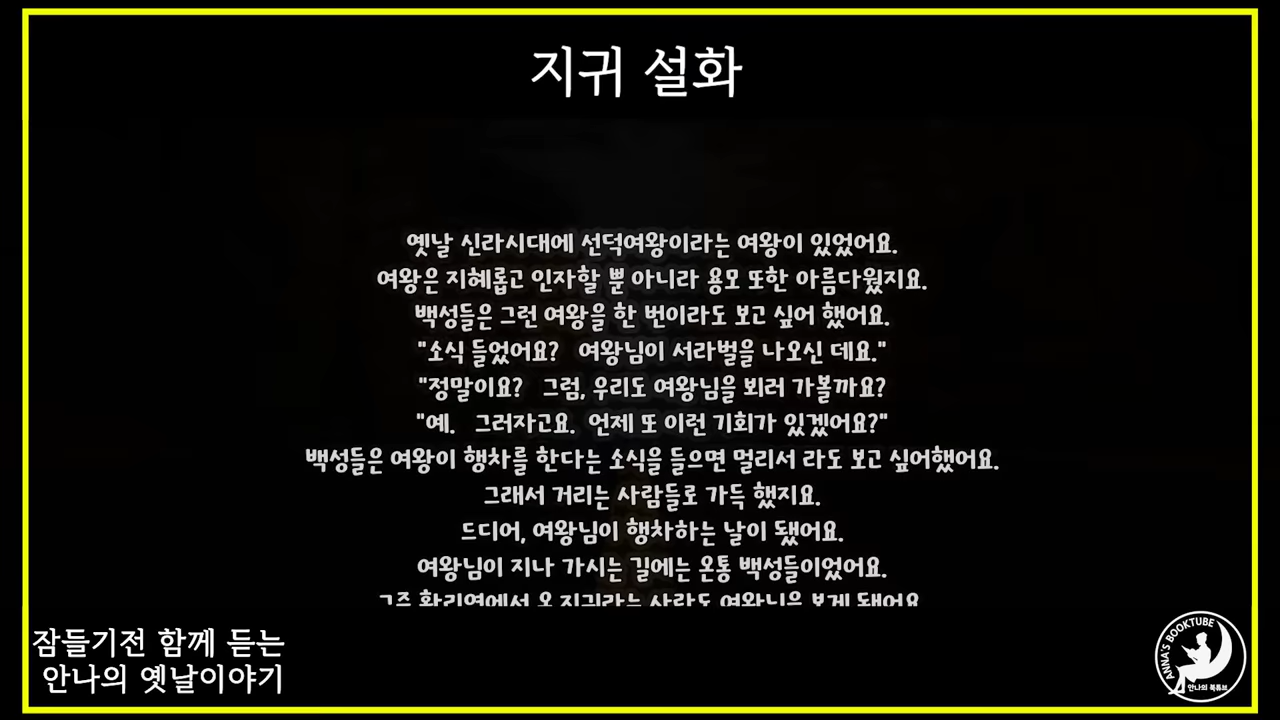 지귀 설화
옛날 신라시대에 선덕여왕이라는 여왕이 있었어요.
여왕은 지혜롭고 인자할 뿐 아니라 용모 또한 아름다웠지요.
백성들은 그런 여왕을 한 번이라도 보고 싶어 했어요.
"소식 들었어요? 여왕님이 서라벌을 나오신 데요."
"정말이요? 그럼, 우리도 여왕님을 뵈러 가볼까요?
"예. 그러자고요. 언제 또 이런 기회가 있겠어요?"
백성들은 여왕이 행차를 한다는 소식을 들으면 멀리서 라도 보고 싶어했어요.
그래서 거리는 사람들로 가득 했지요.
드디어, 여왕님이 행차하는 날이 됐어요.
여왕님이 지나 가시는 길에는 온통 백성들이었어요.
잠들기전 함께 듣는
안나의 옛날이야기
ANNA'S BOOKTUBE
안나의 북튜브